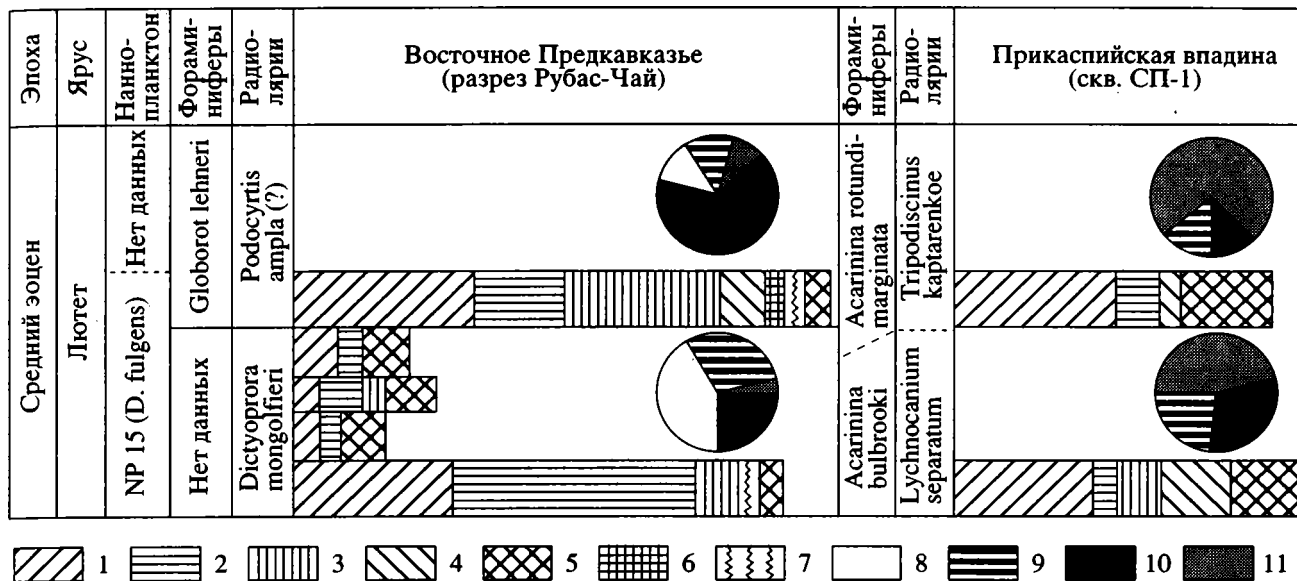 Эпоха
Ярус
Нанно-
планктон
Форами-
ниферы
Радио-
лярии
Восточное Предкавказье
(разрез Рубас-Чай)
Форами-
ниферы
Радио-
лярии
Прикаспийская впадина
(скв. СП-1)
Средний эоцен
Лютет
Нет данных
NP 15 (D. fulgens)
Globorot lehneri
Нет данных
Podocyrtis
ampla (?)
Dictyoprora
mongolfieri
Acarinina rotundi-
marginata
Acarinina
bulbrooki
Tripodiscinus
kaptarenkoe
Lychnocanium
separatum
1 2 3 4 5 6 7 8 9 10 11